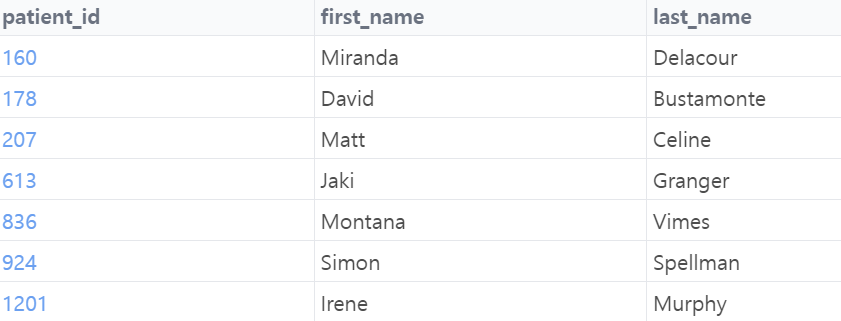 patient_id first_name last_name
160 Miranda Delacour
178 David Bustamonte
207 Matt Celine
613 Jaki Granger
836 Montana Vimes
924 Simon Spellman
1201 Irene Murphy